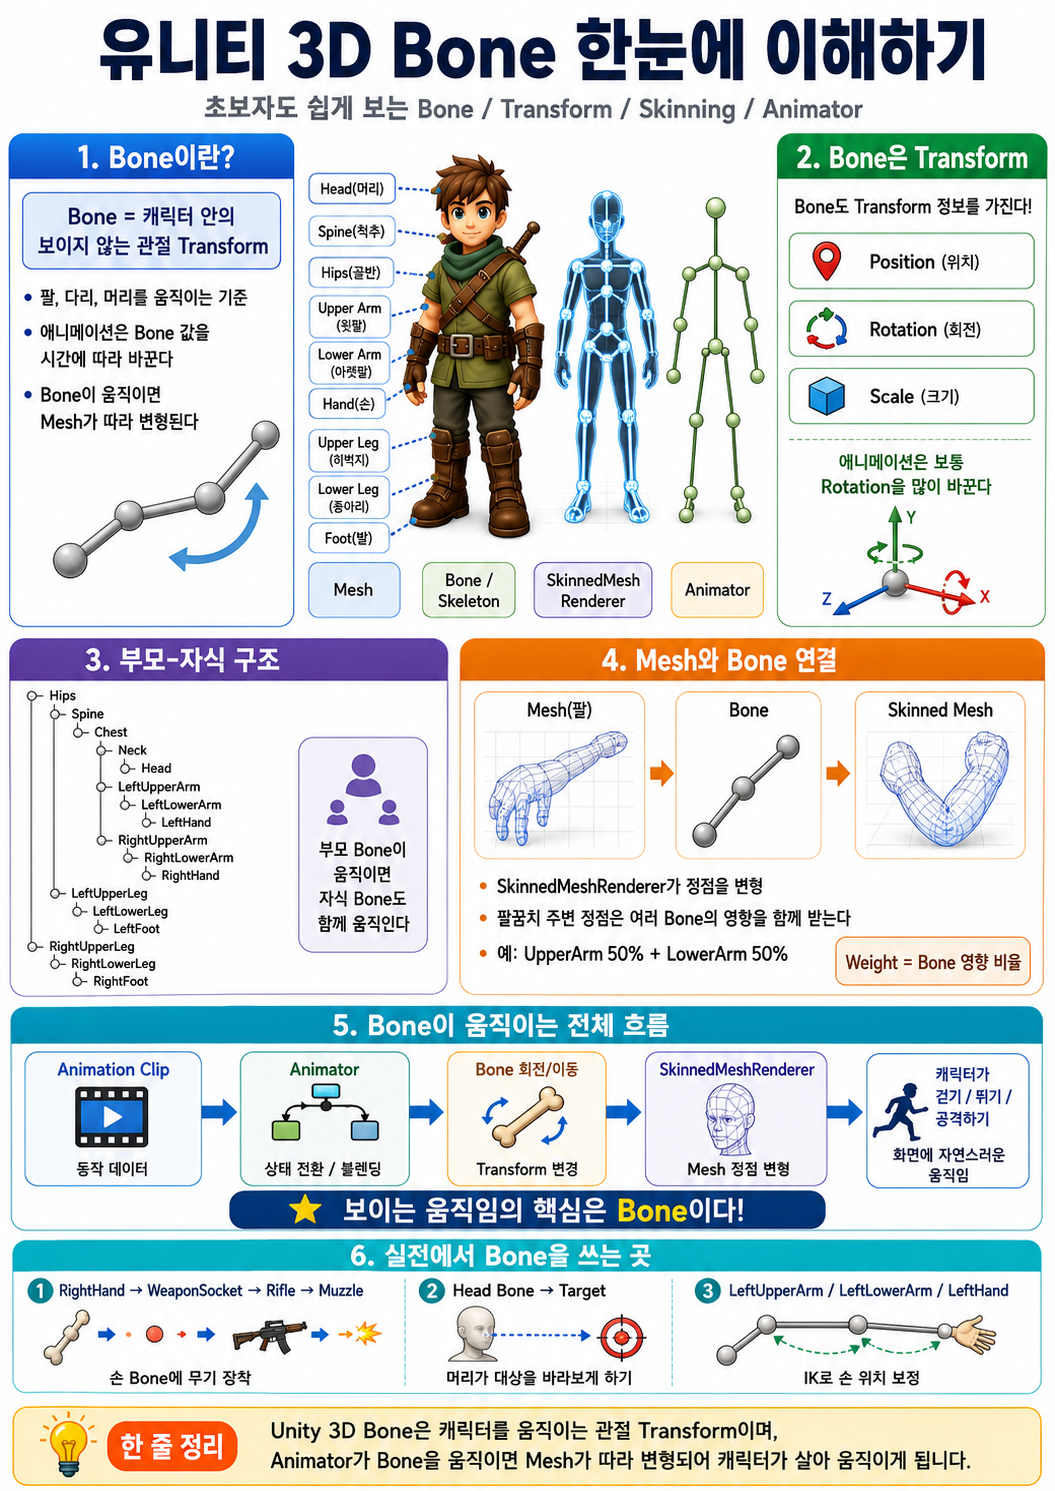 유니티 3D Bone 한눈에 이해하기
초보자도 쉽게 보는 Bone / Transform / Skinning / Animator
1. Bone이란?
Bone = 캐릭터 안의
보이지 않는 관절 Transform
• 팔, 다리, 머리를 움직이는 기준
• 애니메이션은 Bone 값을
시간에 따라 바꾼다
• Bone이 움직이면
Mesh가 따라 변형된다
Head(머리)
Spine(척추)
Hips(골반)
Upper Arm
(윗팔)
Lower Arm
(아랫말)
Hand(손)
Upper Leg
(히벅지)
Lower Leg
(종아리)
Foot(발)
Mesh
Bone /
Skeleton
SkinnedMesh
Renderer
Animator
2. Bone은 Transform
Bone도 Transform 정보를 가진다!
Position (위치)
Rotation (회전)
Scale (크기)
애니메이션은 보통
Rotation을 많이 바꾼다
Y
Z
X
3. 부모-자식 구조
Hips
Spine
Chest
Neck
Head
LeftUpperArm
LeftLowerArm
LeftHand
RightUpperArm
RightLowerArm
RightHand
LeftUpperLeg
LeftLowerLeg
LeftFoot
RightUpperLeg
RightLowerLeg
RightFoot
부모 Bone이
움직이면
자식 Bone도
함께 움직인다
4. Mesh와 Bone 연결
Mesh(팔)
Bone
Skinned Mesh
• SkinnedMeshRenderer가 정점을 변형
• 팔꿈치 주변 정점은 여러 Bone의 영향을 함께 받는다
• 예: UpperArm 50% + LowerArm 50%
Weight = Bone 영향 비율
5. Bone이 움직이는 전체 흐름
Animation Clip
동작 데이터
Animator
상태 전환 / 블렌딩
Bone 회전/이동
Transform 변경
SkinnedMeshRenderer
Mesh 정점 변형
캐릭터가
걷기 / 뛰기 /
공격하기
화면에 자연스러운
움직임
보이는 움직임의 핵심은 Bone이다!
6. 실전에서 Bone을 쓰는 곳
1 RightHand → WeaponSocket → Rifle → Muzzle
손 Bone에 무기 장착
2 Head Bone → Target
머리가 대상을 바라보게 하기
3 LeftUpperArm / LeftLowerArm / LeftHand
IK로 손 위치 보정
한 줄 정리
Unity 3D Bone은 캐릭터를 움직이는 관절 Transform이며,
Animator가 Bone을 움직이면 Mesh가 따라 변형되어 캐릭터가 살아 움직이게 됩니다.